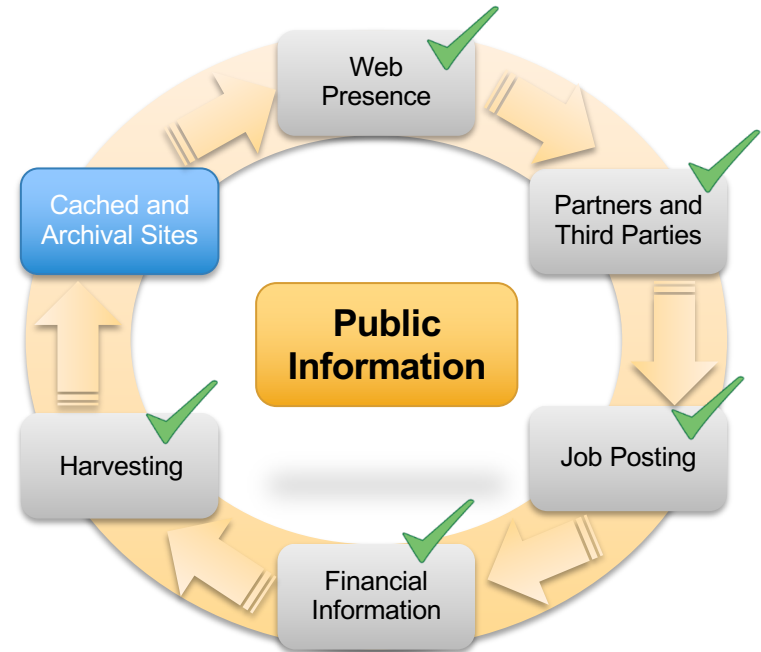 Web
Presence
Partners and
Third Parties
Job Posting
Financial
Information
Harvesting
Cached and
Archival Sites
Public
Information